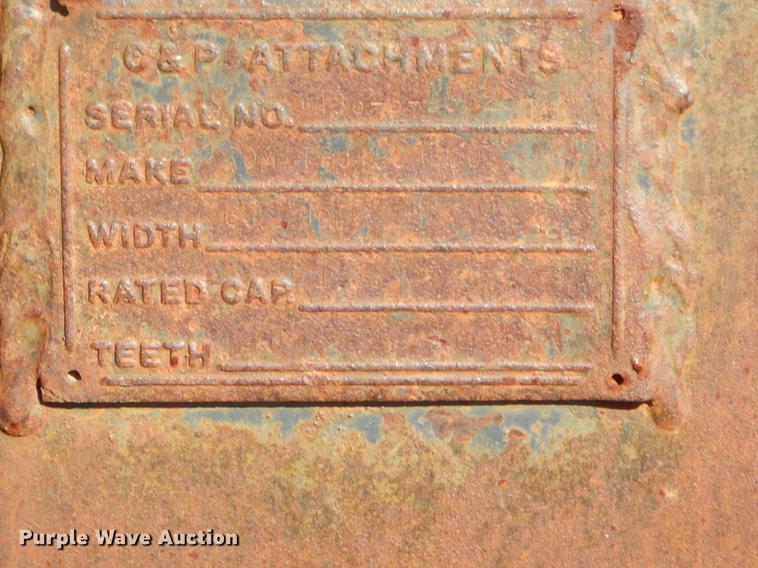 C & P ATTACHMENTS
SERIAL NO.
MAKE
WIDTH
RATED CAP.
TEETH
Purple Wave Auction